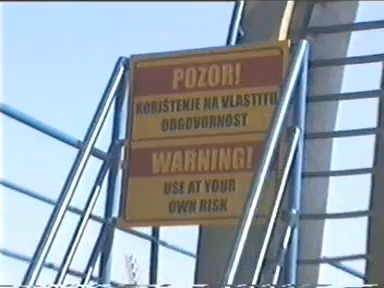 POZOR!
KORIŠTENJE NA VLASTITU
ODGOVORNOST
WARNING!
USE AT YOUR
OWN RISK